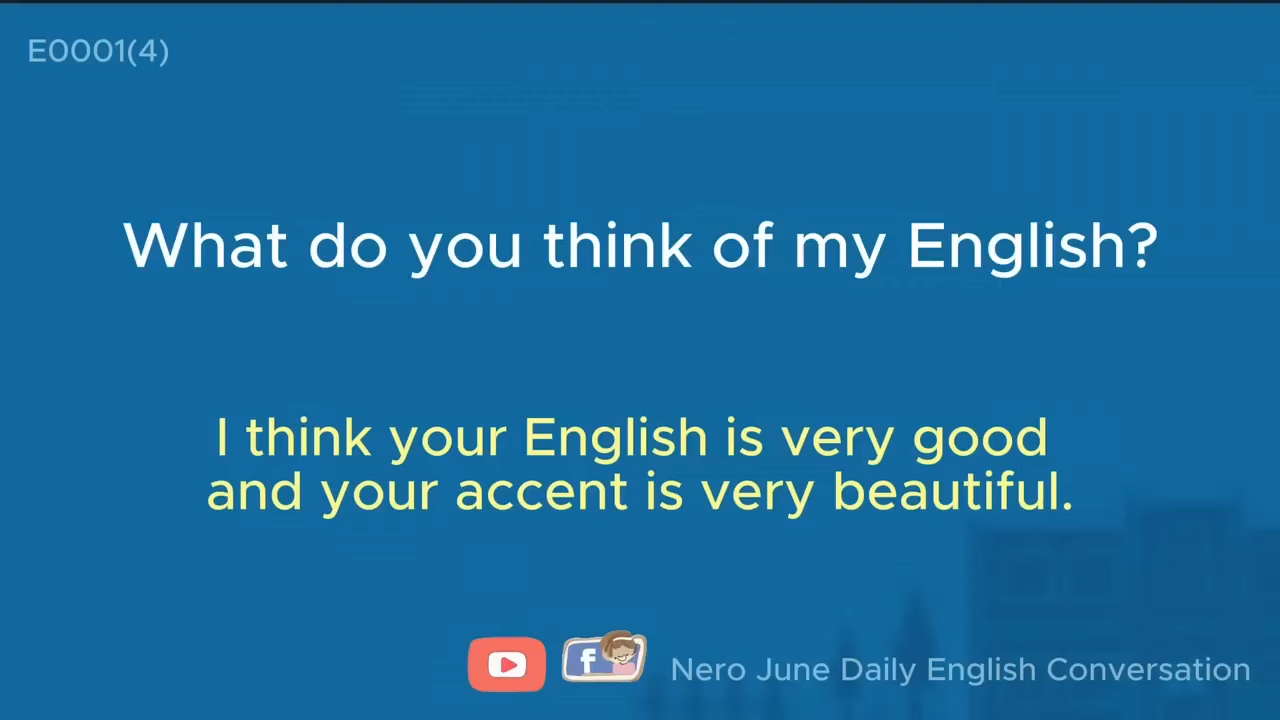 E0001(4)
What do you think of my English?
I think your English is very good
and your accent is very beautiful.
f
Nero June Daily English Conversation